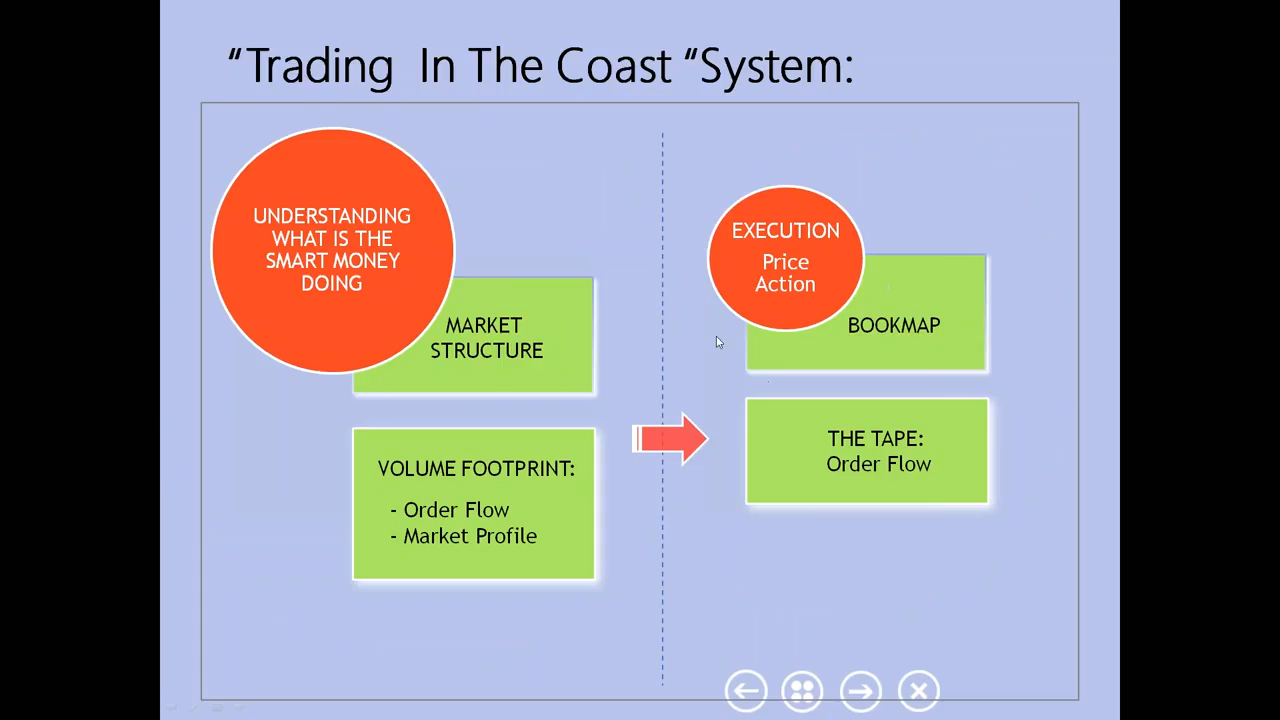 “Trading In The Coast “System:
UNDERSTANDING
WHAT IS THE
SMART MONEY
DOING
MARKET
STRUCTURE
VOLUME FOOTPRINT:
- Order Flow
- Market Profile
EXECUTION
Price
Action
BOOKMAP
THE TAPE:
Order Flow